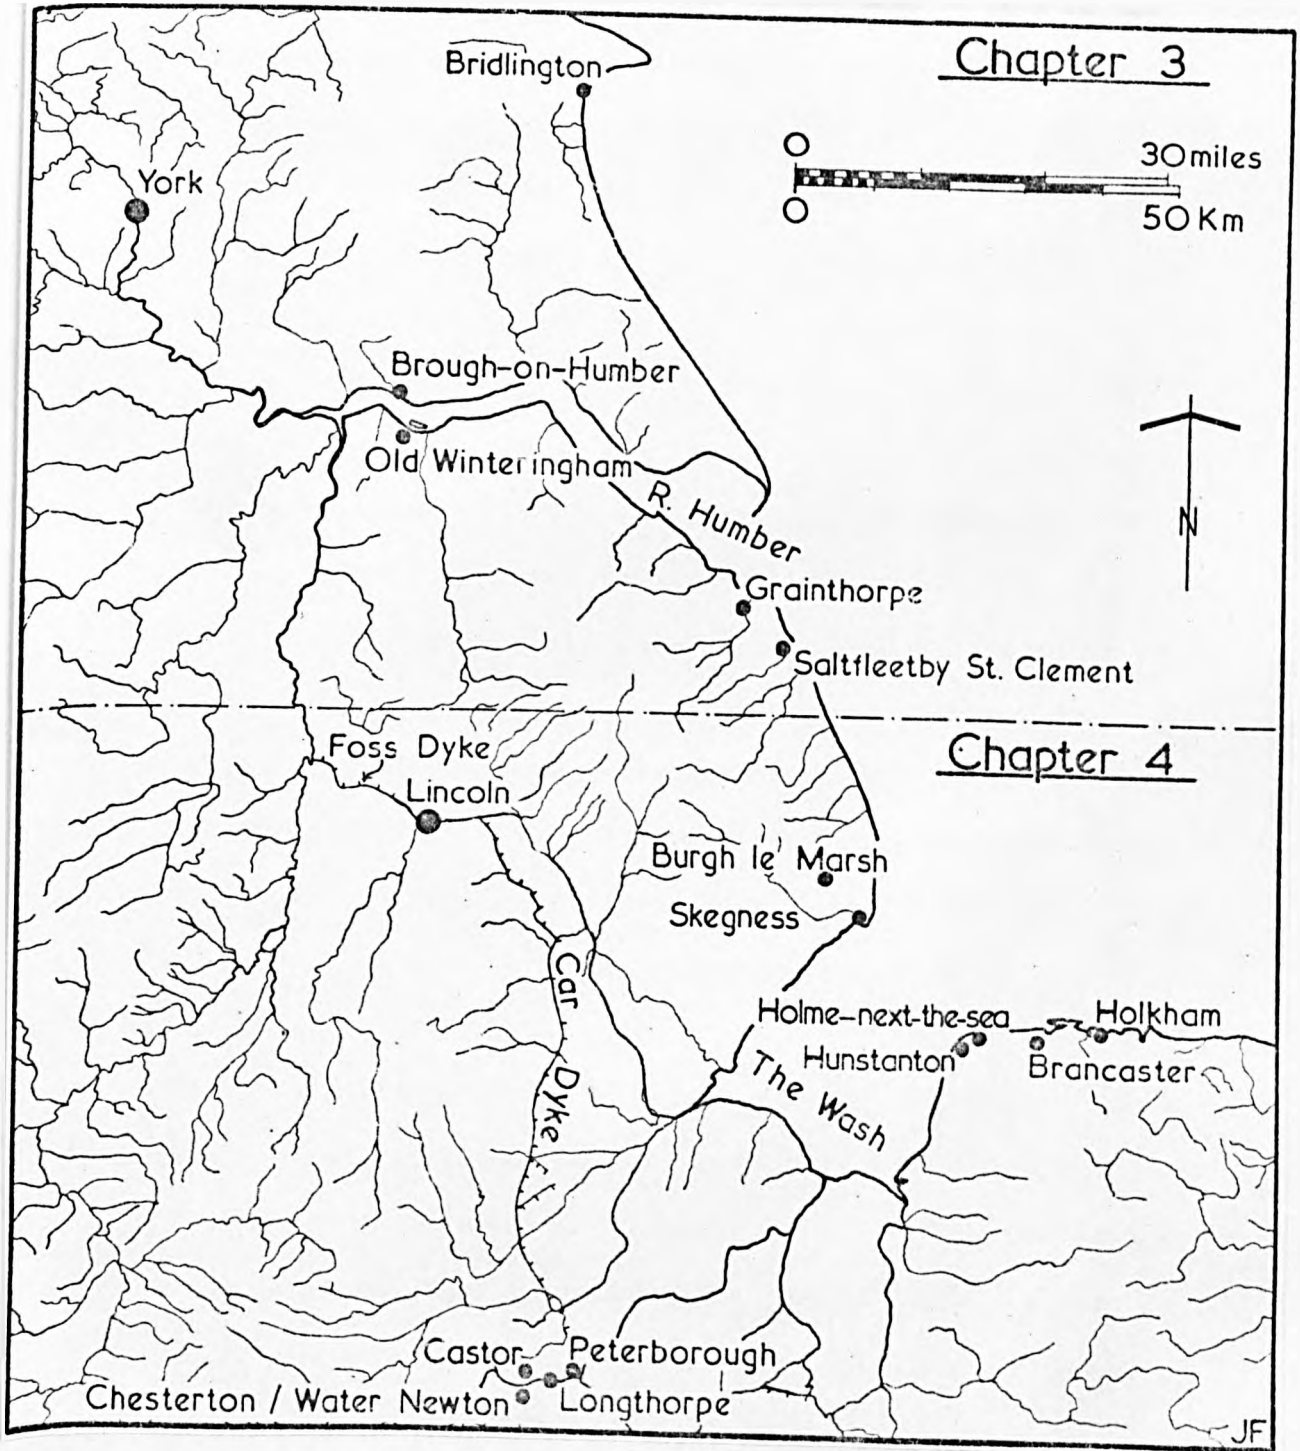 Chapter 3
Bridlington
O
30 miles
O
50 Km
York
Brough-on-Humber
Old Winteringham
R. Humber
N
Grainthorpe
Saltfleetby St. Clement
Foss Dyke
Chapter 4
Lincoln
Burgh le' Marsh
Skegness
Car Dyke
Holme-next-the-sea
Holkham
Hunstanton
Brancaster
The Wash
Castor
Peterborough
Chesterton / Water Newton
Longthorpe
JF